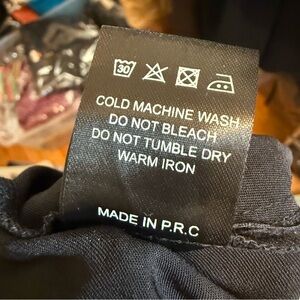 30
COLD MACHINE WASH
DO NOT BLEACH
DO NOT TUMBLE DRY
WARM IRON
MADE IN P.R.C